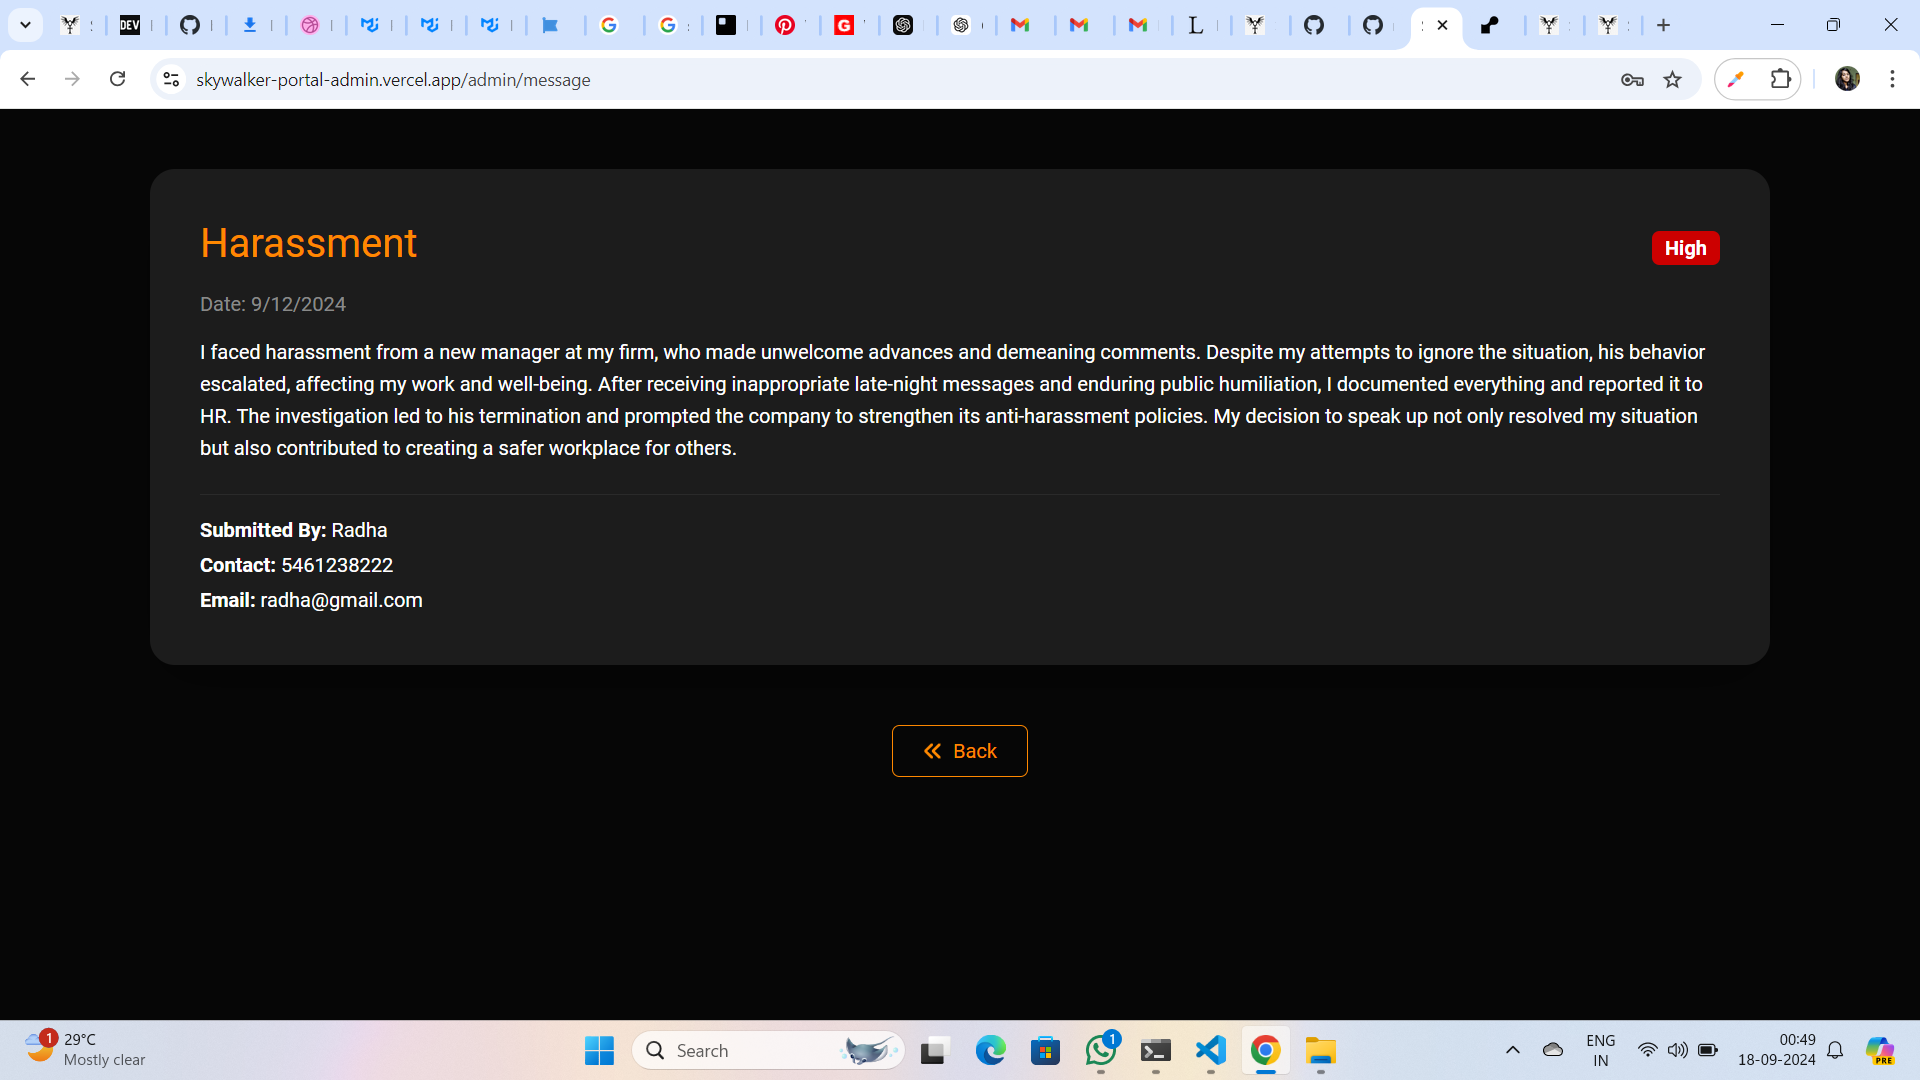 DEV
skywalker-portal-admin.vercel.app/admin/message
Harassment
High
Date: 9/12/2024
I faced harassment from a new manager at my firm, who made unwelcome advances and demeaning comments. Despite my attempts to ignore the situation, his behavior
escalated, affecting my work and well-being. After receiving inappropriate late-night messages and enduring public humiliation, I documented everything and reported it to
HR. The investigation led to his termination and prompted the company to strengthen its anti-harassment policies. My decision to speak up not only resolved my situation
but also contributed to creating a safer workplace for others.
Submitted By: Radha
Contact: 5461238222
Email: radha@gmail.com
Back
1
29°C
Mostly clear
Search
1
ENG
IN
00:49
18-09-2024
PRE